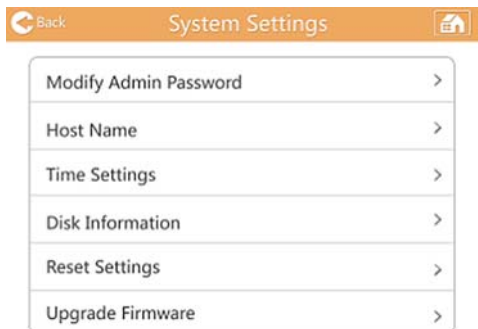 Back System Settings
Modify Admin Password
Host Name
Time Settings
Disk Information
Reset Settings
Upgrade Firmware